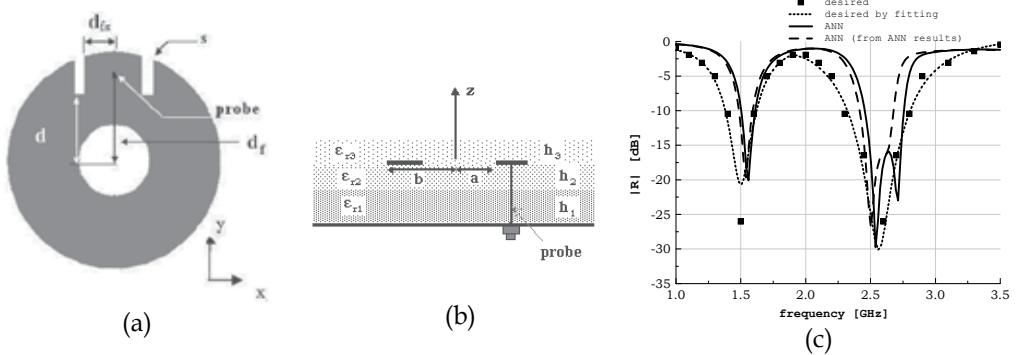 d_fs
s
probe
d
d_f
y
x
(a)
z
ε_r3
h_3
b
a
ε_r2
h_2
ε_r1
h_1
probe
(b)
desired
desired by fitting
ANN
ANN (from ANN results)
|R| [dB]
0
-5
-10
-15
-20
-25
-30
-35
1.0 1.5 2.0 2.5 3.0 3.5
frequency [GHz]
(c)